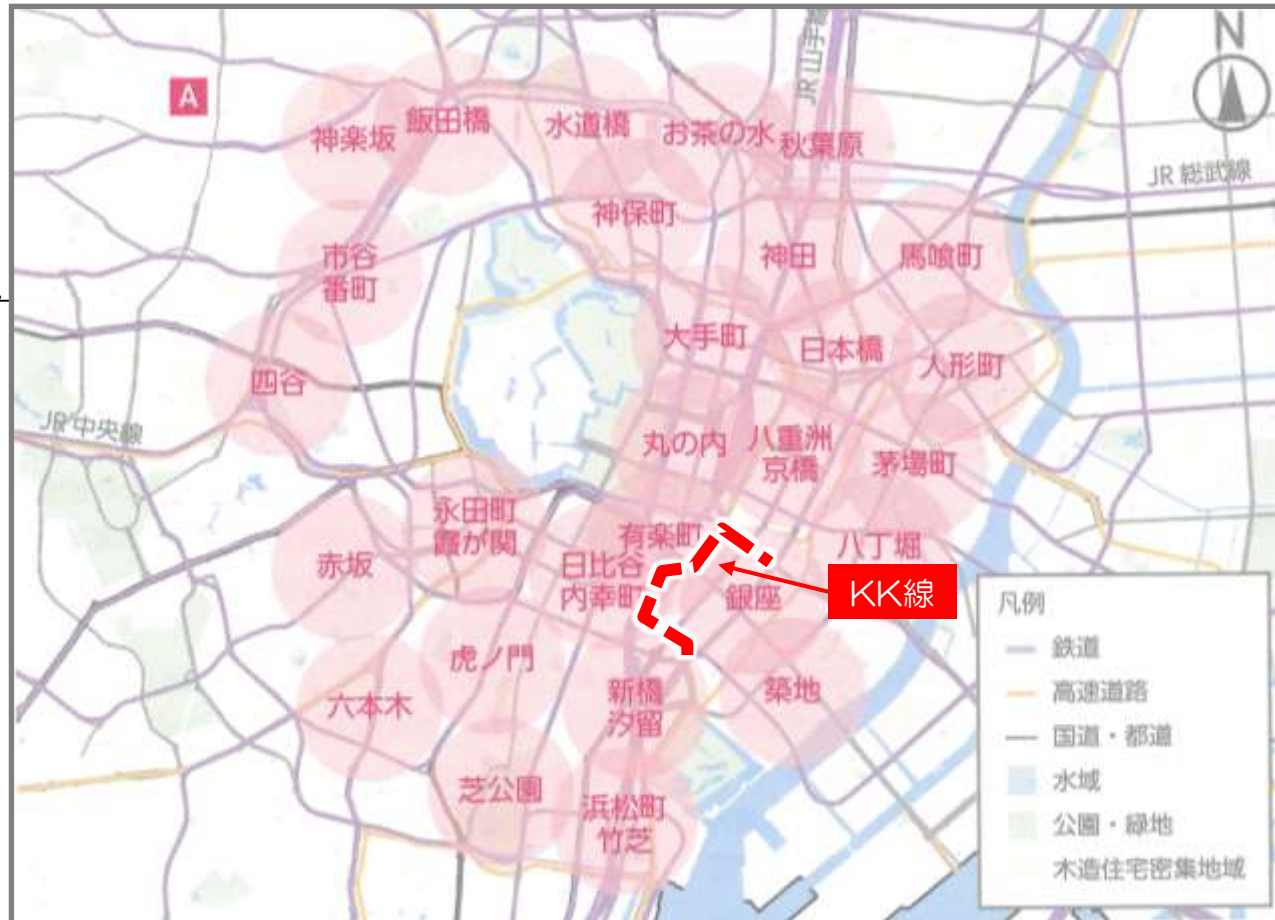 N
JR 山手線
A
神楽坂
飯田橋
水道橋
お茶の水
秋葉原
JR 総武線
神保町
市谷
番町
神田
馬喰町
大手町
日本橋
人形町
四谷
JR 中央線
丸の内
八重洲
京橋
茅場町
永田町
霞が関
有楽町
八丁堀
赤坂
日比谷
内幸町
銀座
KK線
虎ノ門
六本木
新橋
汐留
築地
芝公園
浜松町
竹芝
凡例
鉄道
高速道路
国道・都道
水域
公園・緑地
木造住宅密集地域